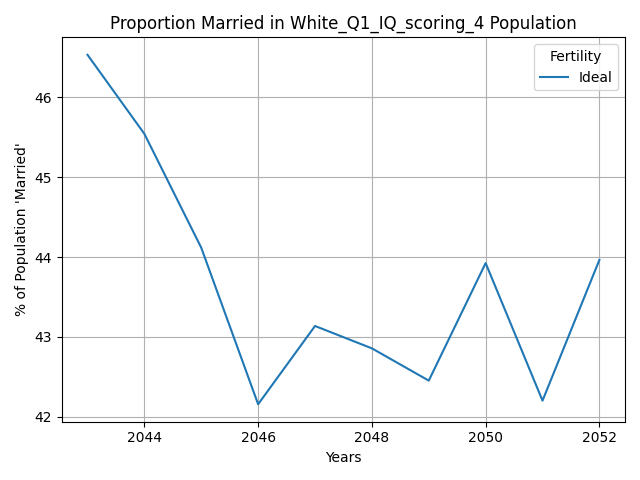 Proportion Married in White_Q1_IQ_scoring_4 Population
Fertility
Ideal
% of Population 'Married'
46
45
44
43
42
2044 2046 2048 2050 2052
Years